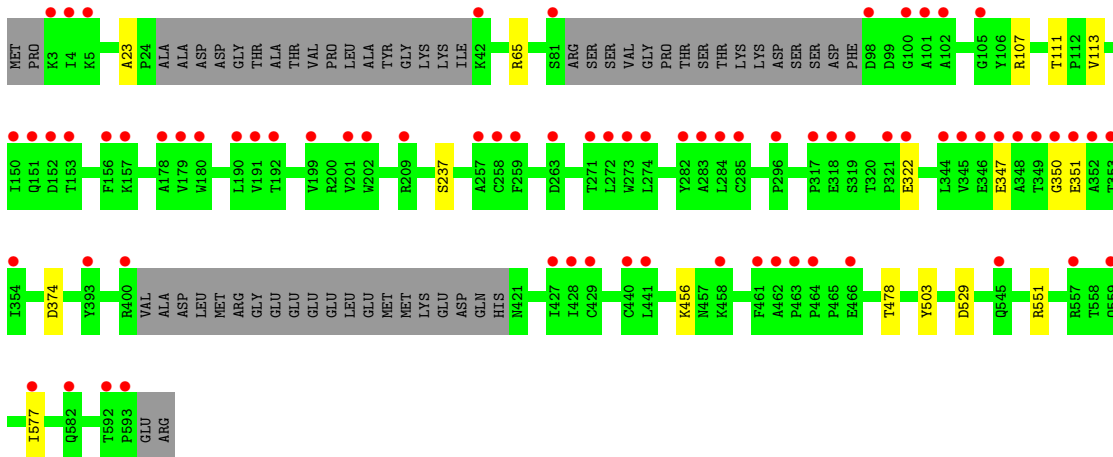 MET PRO K3 I4 K5 A23 P24 ALA ALA ASP ASP GLY THR ALA THR VAL PRO LEU ALA TYR GLY LYS LYS ILE K42 R65 S81 ARG SER SER VAL GLY PRO THR SER THR LYS LYS ASP SER SER ASP PHE D98 D99 G100 A101 A102 G105 Y106 R107 T111 P112 V113
I150 Q151 D152 T153 F156 K157 A178 V179 W180 L190 V191 T192 V199 R200 V201 W202 R209 S237 A257 C258 F259 D263 T271 L272 W273 L274 Y282 A283 L284 C285 P296 P317 E318 S319 T320 P321 E322 L344 V345 E346 E347 A348 T349 G350 E351 A352 T353
I354 D374 Y393 R400 VAL ALA ASP LEU MET ARG GLY GLU GLU GLU GLU LEU GLU MET MET LYS GLU ASP GLN HIS N421 I427 I428 C429 C440 L441 K456 N457 K458 F461 A462 P463 P464 P465 E466 T478 Y503 D529 R551 Q545 R557 T558 Q559
I577 Q582 T592 P593 GLU ARG